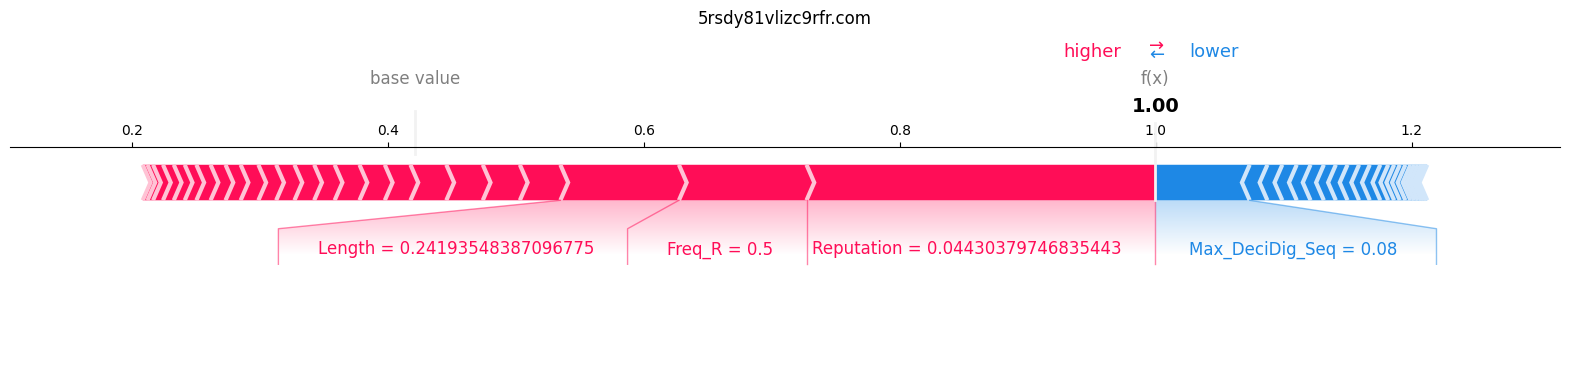 5rsdy81vlizc9rfr.com
higher → ← lower
base value f(x)
1.00
0.2 0.4 0.6 0.8 1.0 1.2
Length = 0.24193548387096775 Freq_R = 0.5 Reputation = 0.04430379746835443 Max_DeciDig_Seq = 0.08